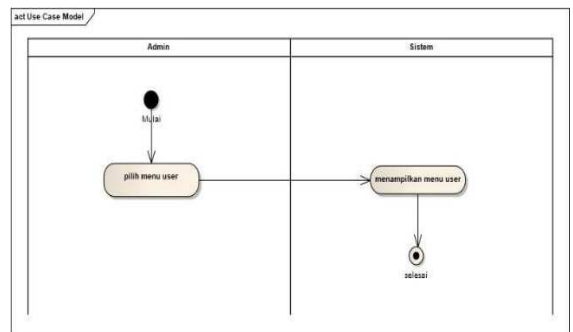 act Use Case Model
Admin
Sistem
Mulai
pilih menu user
menampilkan menu user
selesai